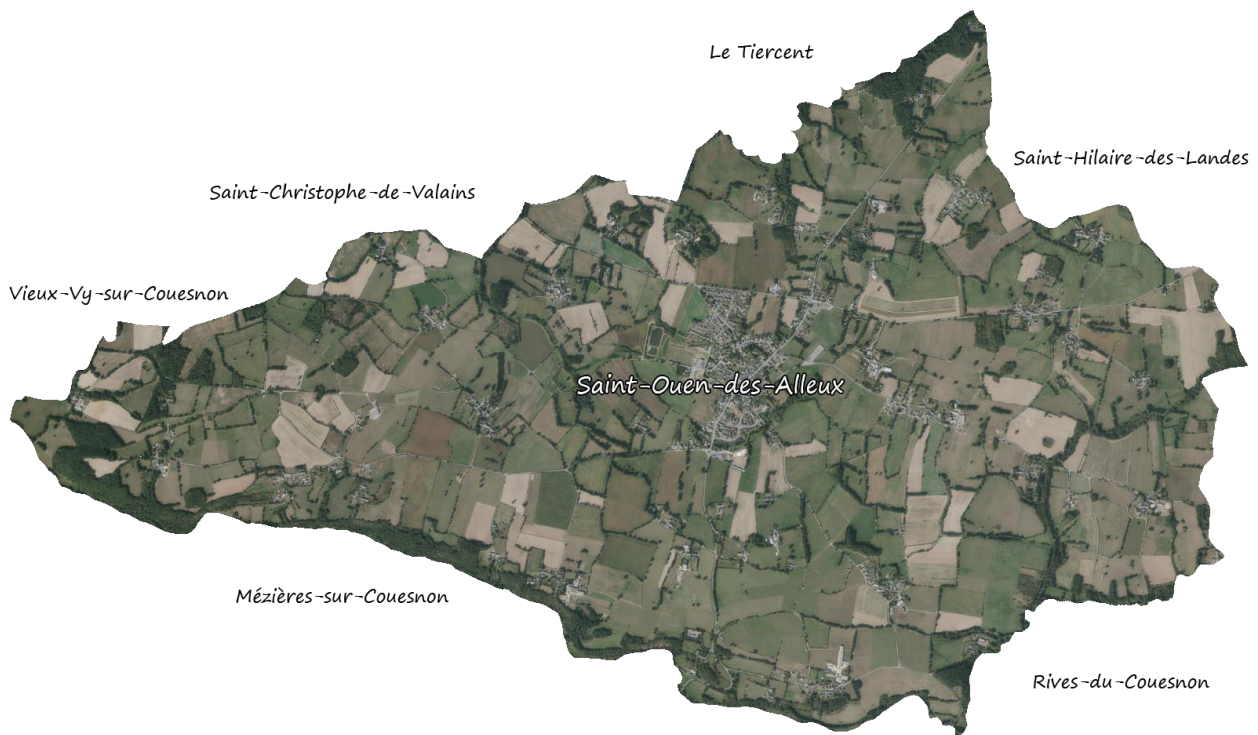 Le Tiercent
Saint-Hilaire-des-Landes
Saint-Christophe-de-Valains
Vieux-Vy-sur-Couesnon
Saint-Ouen-des-Alleux
Mézières-sur-Couesnon
Rives-du-Couesnon